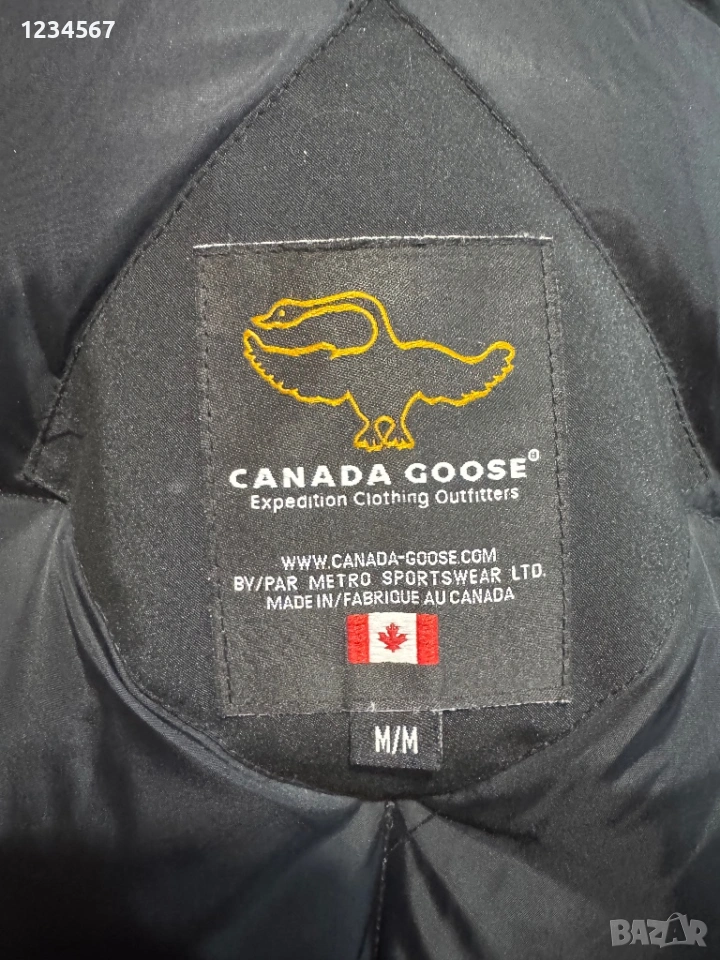 1234567
CANADA GOOSE®
Expedition Clothing Outfitters
WWW.CANADA-GOOSE.COM
BY/PAR METRO SPORTSWEAR LTD.
MADE IN/FABRIQUE AU CANADA
M/M
BAZAR